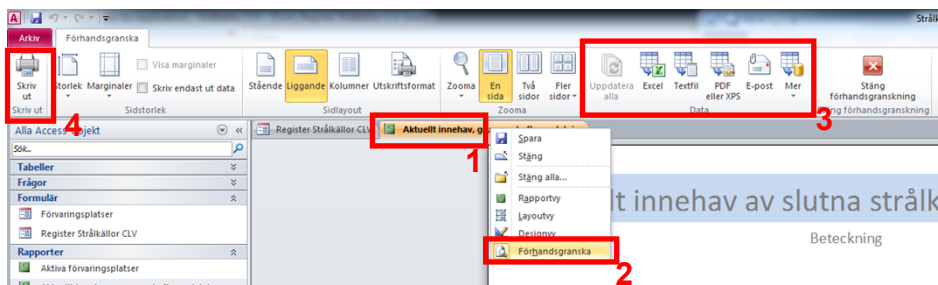 A
Strålk
Arkiv Förhandsgranska
Skriv ut
Storlek Marginaler
Visa marginaler
Skriv endast ut data
Stående Liggande Kolumner Utskriftsformat
Zooma En sida Två sidor Fler sidor
Uppdatera alla Excel Textfil PDF eller XPS E-post Mer
Stäng förhandsgranskning
Skriv ut Sidstorlek Sidlayout Zooma Data förhandsgranskning
4
3
Alla Access-objekt
Register Strålkällor CLV
Aktuellt innehav,
1
Sök...
Tabeller
Frågor
Formulär
Förvaringsplatser
Register Strålkällor CLV
Rapporter
Aktiva förvaringsplatser
Spara
Stäng
Stäng alla...
Rapportvy
Layoutvy
Designvy
Förhandsgranska
2
lt innehav av slutna strålk
Beteckning